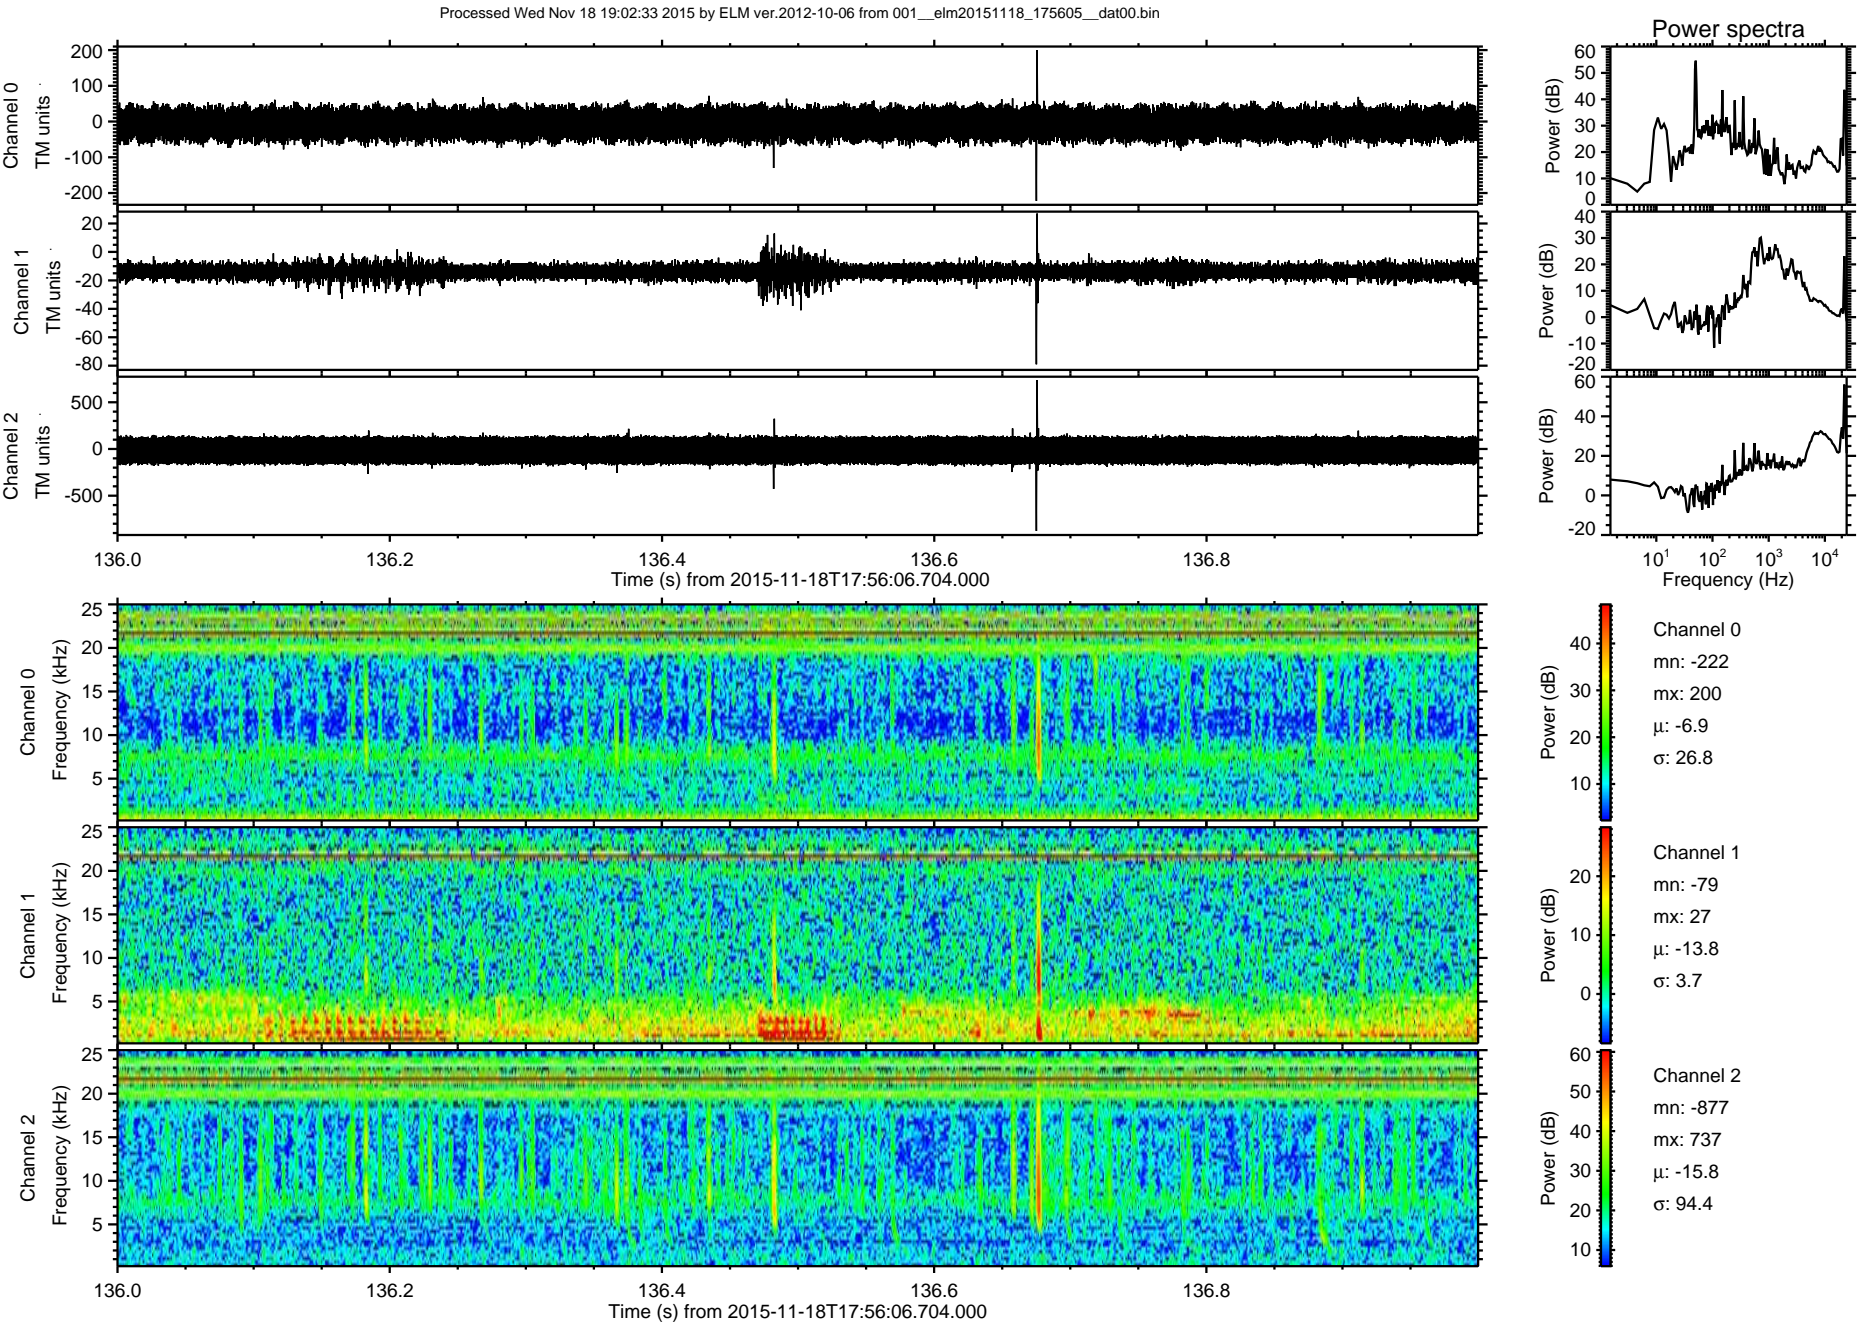 Processed Wed Nov 18 19:02:33 2015 by ELM ver.2012-10-06 from 001__elm20151118_175605__dat00.bin
Power spectra
Channel 0
TM units
200
100
0
-100
-200
Power (dB)
60
50
40
30
20
10
0
Channel 1
TM units
20
0
-20
-40
-60
-80
Power (dB)
40
30
20
10
0
-10
-20
Channel 2
TM units
500
0
-500
Power (dB)
60
40
20
0
-20
136.0 136.2 136.4 136.6 136.8
Time (s) from 2015-11-18T17:56:06.704.000
10¹ 10² 10³ 10⁴
Frequency (Hz)
Channel 0
Frequency (kHz)
25
20
15
10
5
Power (dB)
40
30
20
10
Channel 0
mn: -222
mx: 200
μ: -6.9
σ: 26.8
Channel 1
Frequency (kHz)
25
20
15
10
5
Power (dB)
20
10
0
Channel 1
mn: -79
mx: 27
μ: -13.8
σ: 3.7
Channel 2
Frequency (kHz)
25
20
15
10
5
Power (dB)
60
50
40
30
20
10
Channel 2
mn: -877
mx: 737
μ: -15.8
σ: 94.4
136.0 136.2 136.4 136.6 136.8
Time (s) from 2015-11-18T17:56:06.704.000